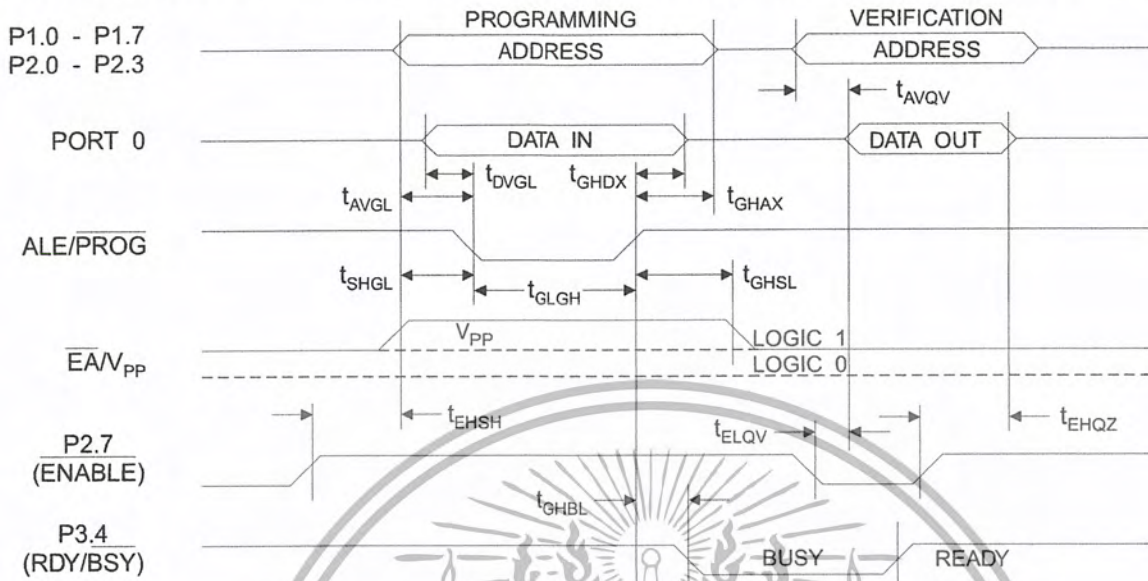 PROGRAMMING VERIFICATION
P1.0 - P1.7
P2.0 - P2.3
ADDRESS ADDRESS
tAVQV
PORT 0 DATA IN DATA OUT
tDVGL tGHDX
tAVGL tGHAX
ALE/PROG
tSHGL tGLGH tGHSL
VPP LOGIC 1
EA/VPP LOGIC 0
tEHSH tELQV tEHQZ
P2.7
(ENABLE)
tGHBL
P3.4
(RDY/BSY) BUSY READY